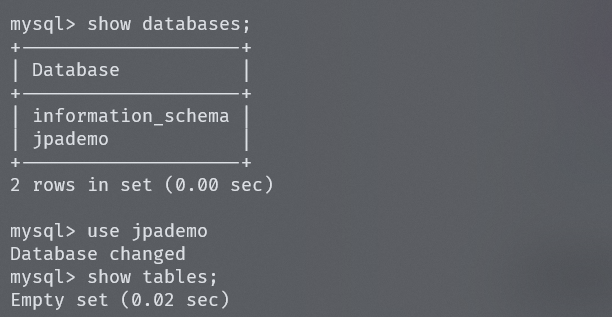 mysql> show databases;
+--------------------+
| Database           |
+--------------------+
| information_schema |
| jpademo            |
+--------------------+
2 rows in set (0.00 sec)
mysql> use jpademo
Database changed
mysql> show tables;
Empty set (0.02 sec)